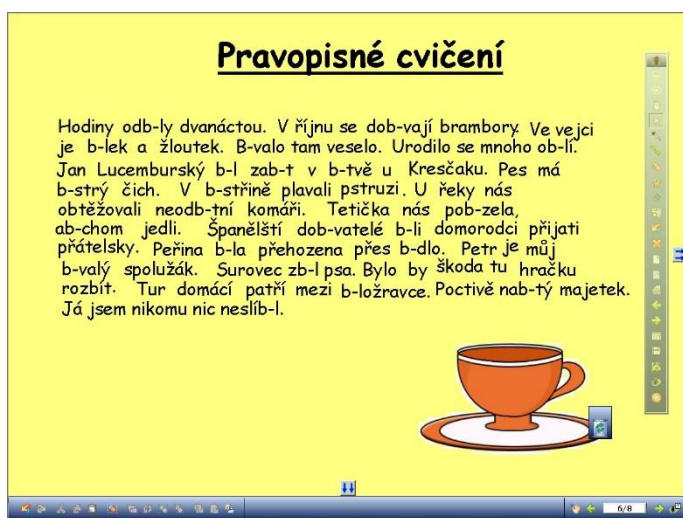 Pravopisné cvičení
Hodiny odb-ly dvanáctou. V říjnu se dob-vají brambory. Ve vejci
je b-lek a žloutek. B-valo tam veselo. Urodilo se mnoho ob-lí.
Jan Lucemburský b-l zab-t v b-tvě u Kresčaku. Pes má
b-strý čich. V b-střině plavali pstruzi. U řeky nás
obtěžovali neodb-tní komáři. Tetička nás pob-zela,
ab-chom jedli. Španělští dob-vatelé b-li domorodci přijati
přátelsky. Peřina b-la přehozena přes b-dlo. Petr je můj
b-valý spolužák. Surovec zb-l psa. Bylo by škoda tu hračku
rozbít. Tur domácí patří mezi b-ložravce. Poctivě nab-tý majetek.
Já jsem nikomu nic neslíb-l.
6/8